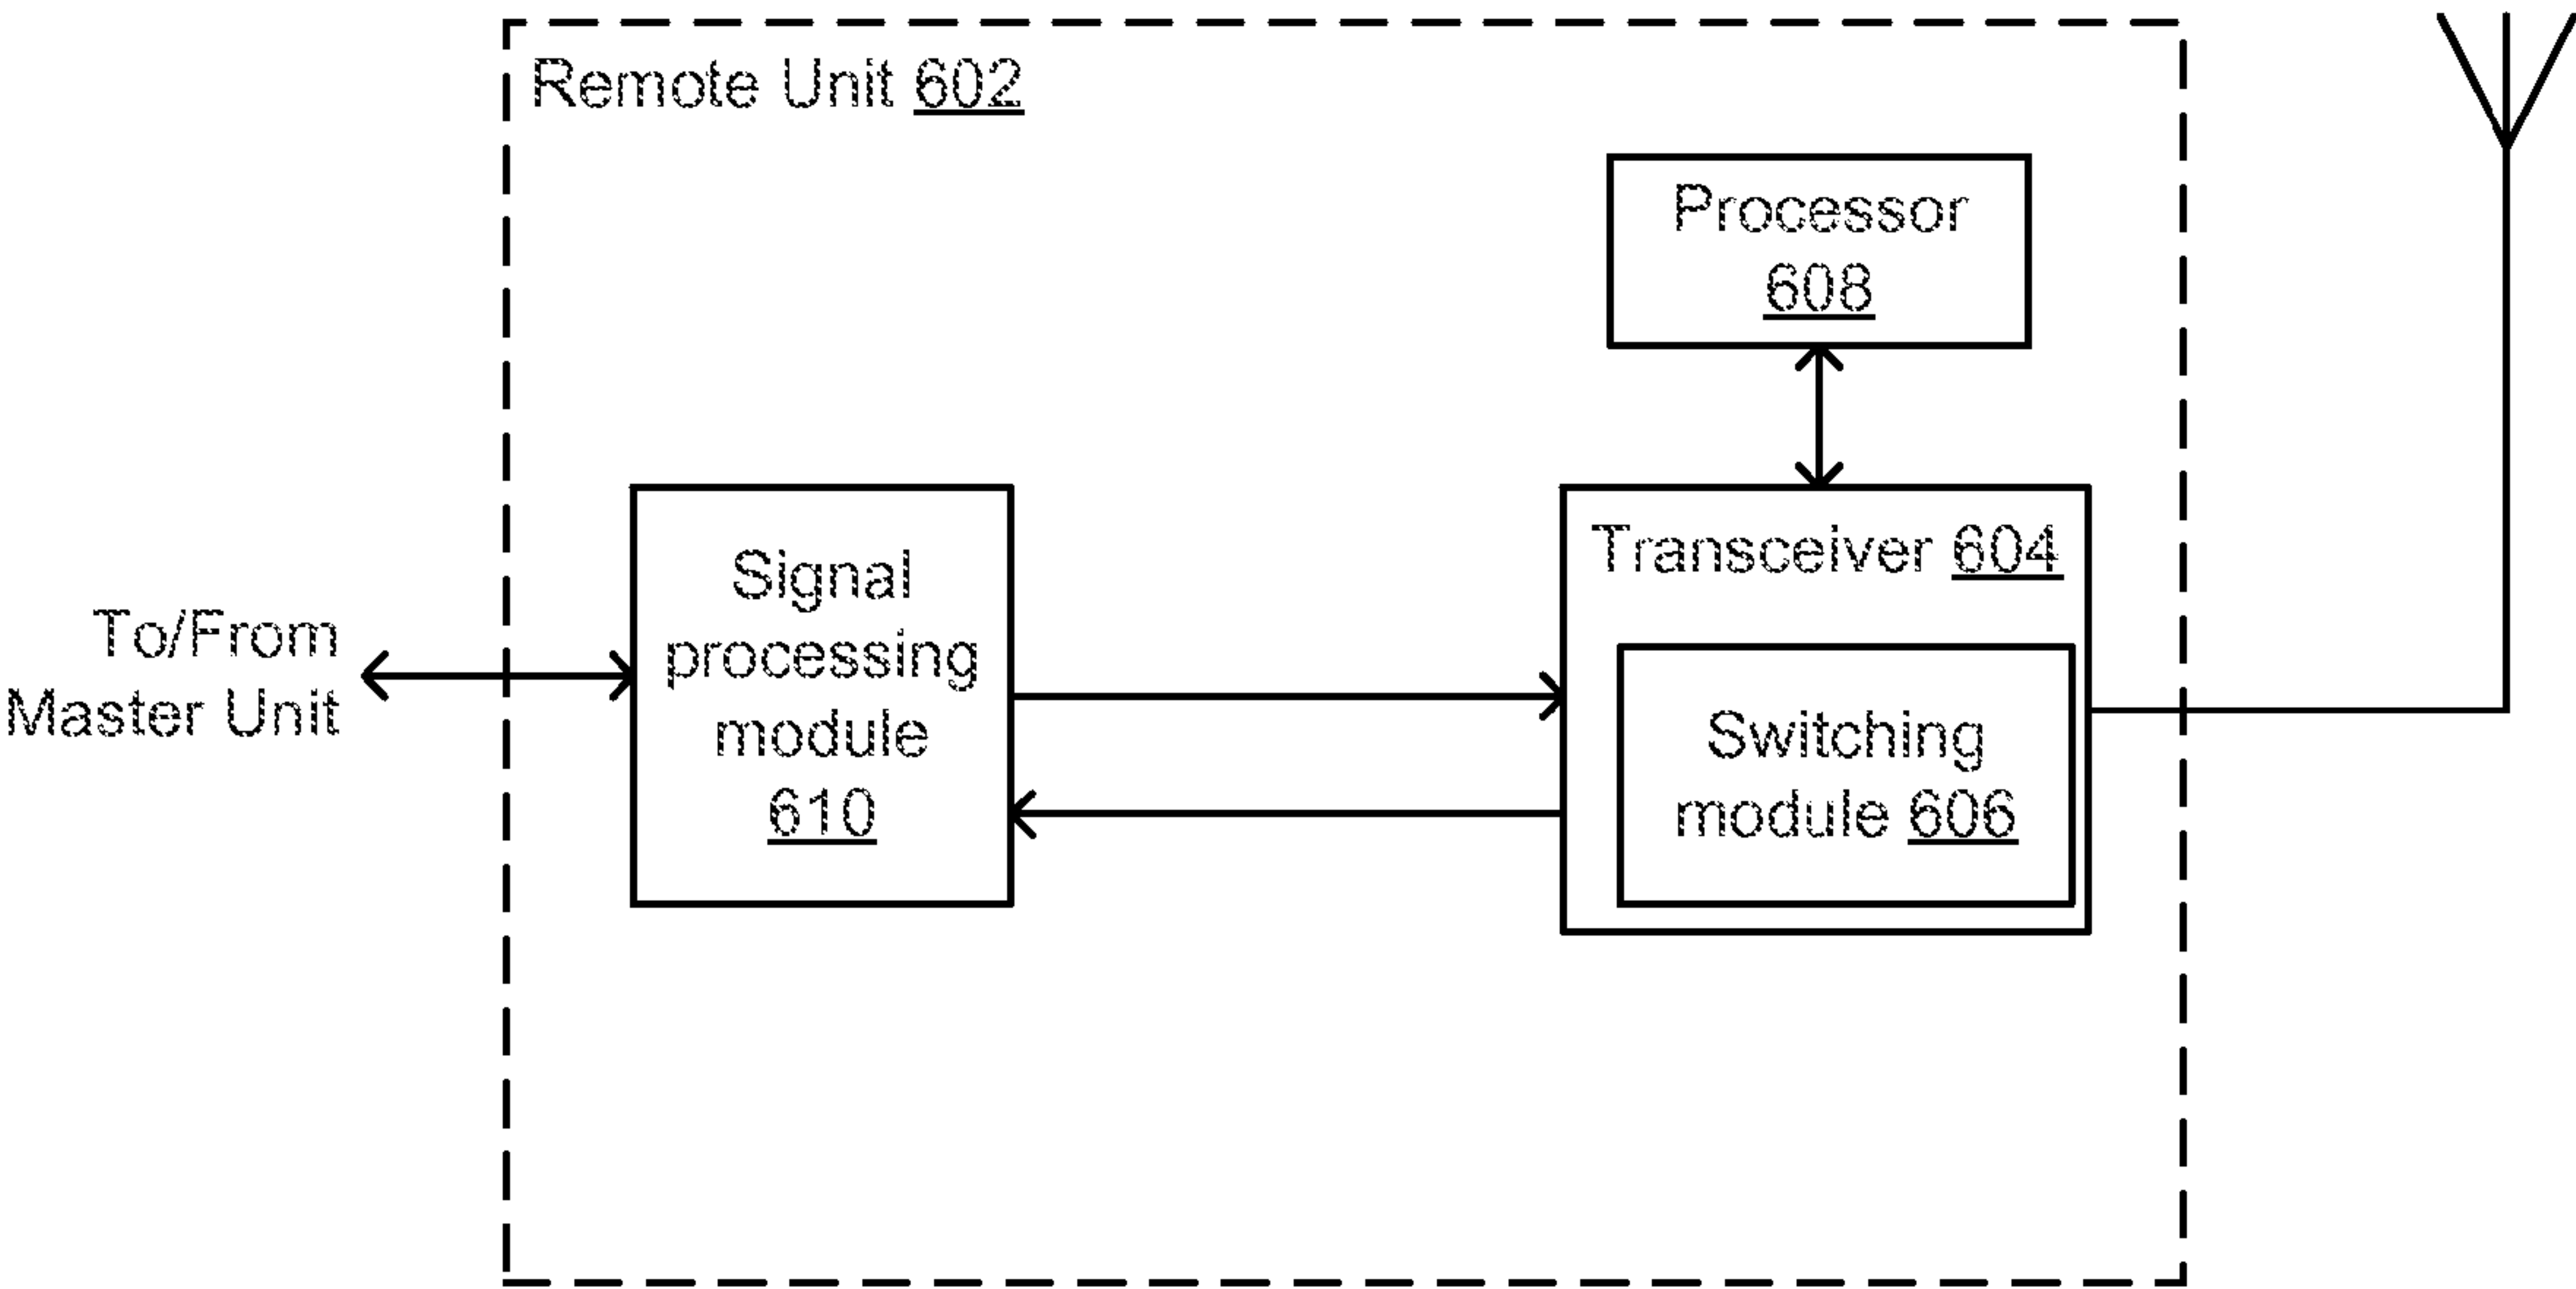 Remote Unit 602
Processor
608
To/From
Master Unit
Signal
processing
module
610
Transceiver 604
Switching
module 606